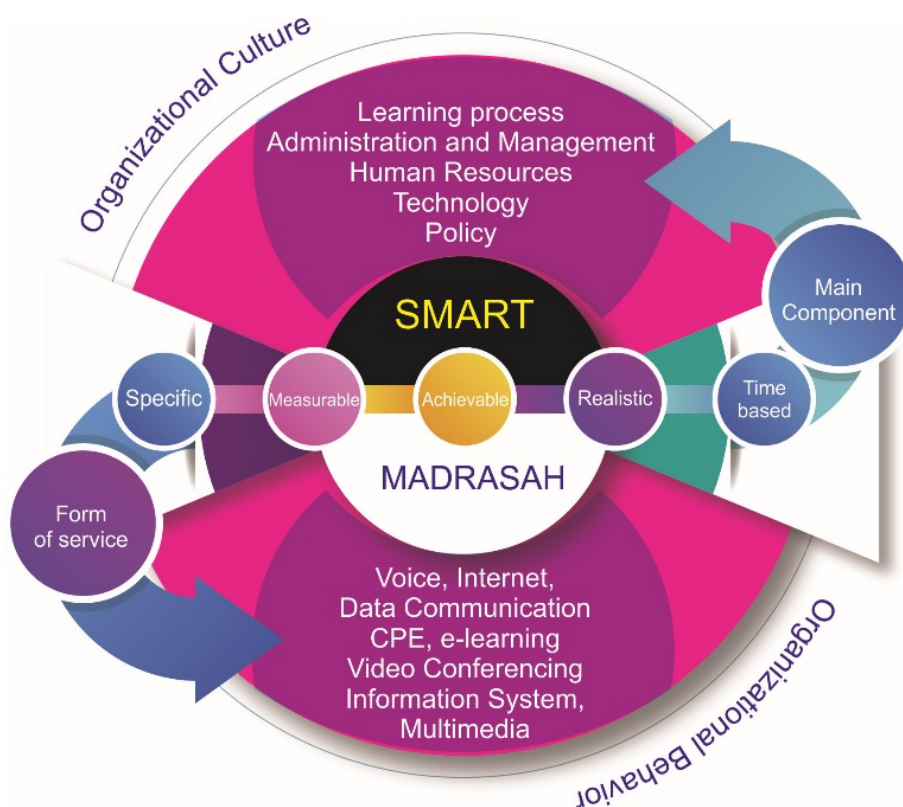 Organizational Culture
Learning process
Administration and Management
Human Resources
Technology
Policy
Main
Component
SMART
Specific
Measurable
Achievable
Realistic
Time
based
MADRASAH
Form
of service
Voice, Internet,
Data Communication
CPE, e-learning
Video Conferencing
Information System,
Multimedia
Organizational Behavior